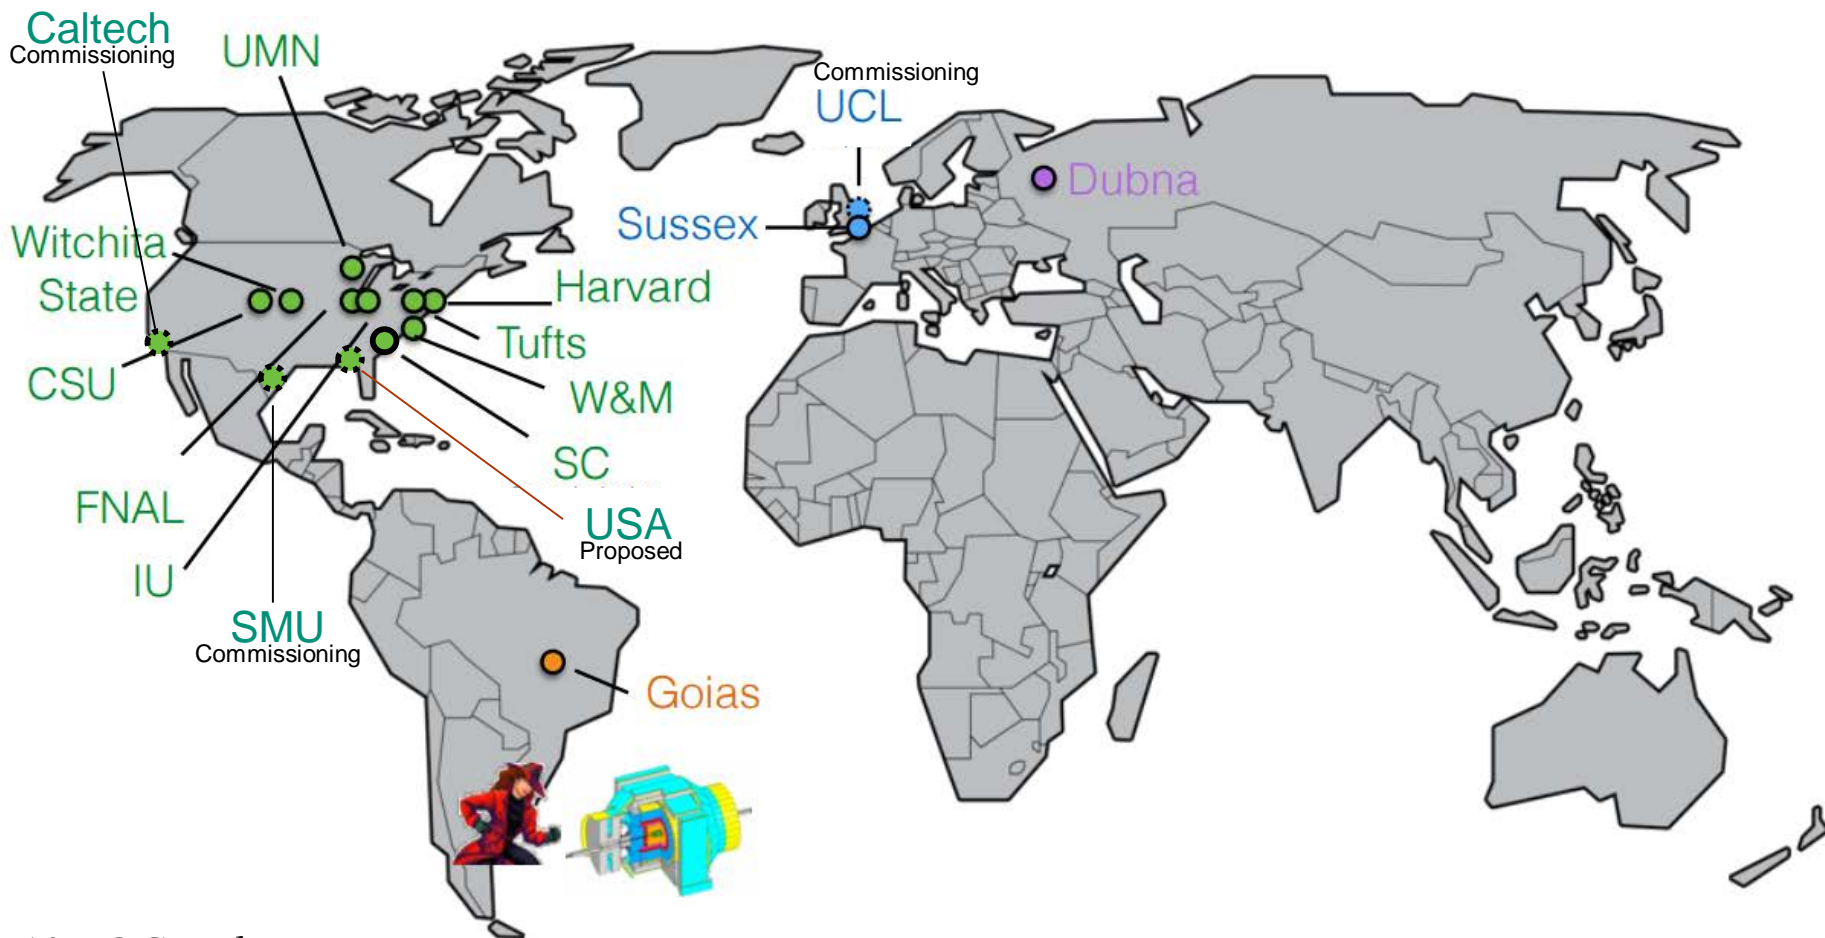 Caltech
Commissioning
UMN
Commissioning
UCL
Dubna
Sussex
Witchita
State
Harvard
Tufts
CSU
W&M
SC
FNAL
USA
Proposed
IU
SMU
Commissioning
Goias